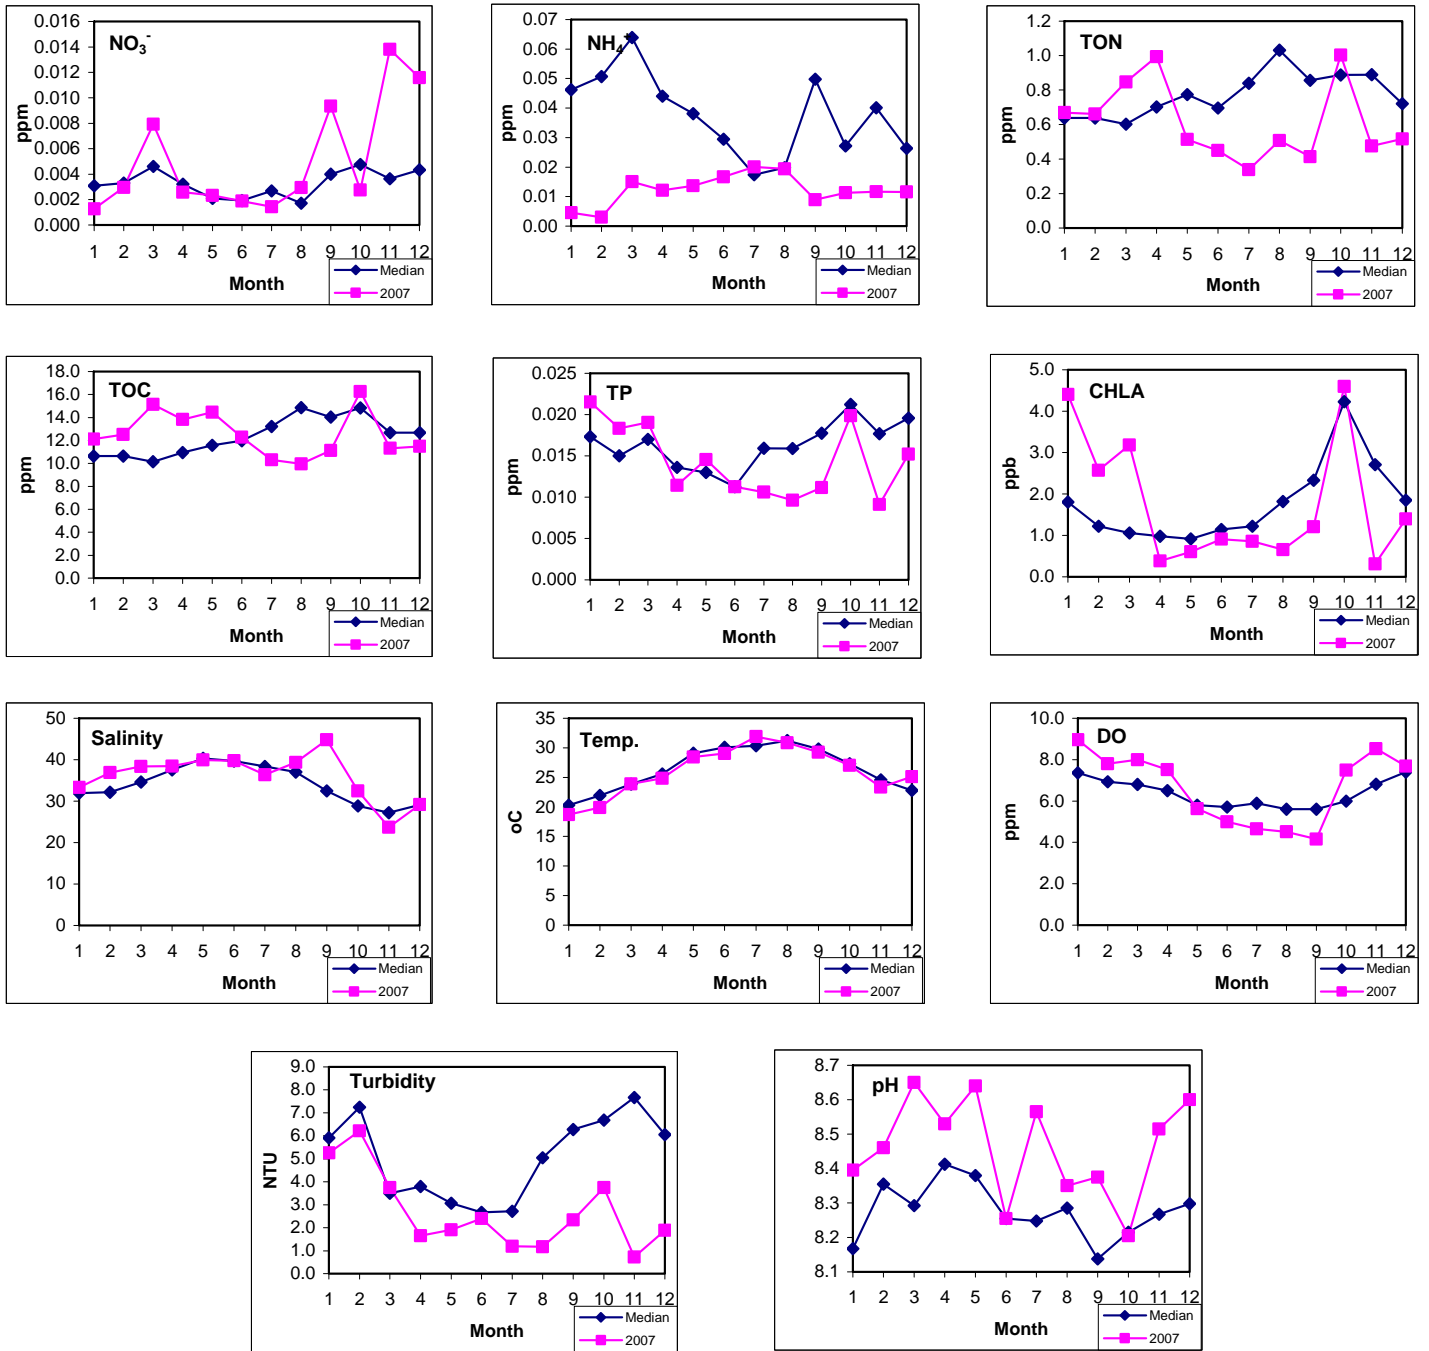 NO3-
ppm
0.016
0.014
0.012
0.010
0.008
0.006
0.004
0.002
0.000
1 2 3 4 5 6 7 8 9 10 11 12
Month
Median
2007
NH4+
ppm
0.07
0.06
0.05
0.04
0.03
0.02
0.01
0.00
1 2 3 4 5 6 7 8 9 10 11 12
Month
Median
2007
TON
ppm
1.2
1.0
0.8
0.6
0.4
0.2
0.0
1 2 3 4 5 6 7 8 9 10 11 12
Month
Median
2007
TOC
ppm
18.0
16.0
14.0
12.0
10.0
8.0
6.0
4.0
2.0
0.0
1 2 3 4 5 6 7 8 9 10 11 12
Month
Median
2007
TP
ppm
0.025
0.020
0.015
0.010
0.005
0.000
1 2 3 4 5 6 7 8 9 10 11 12
Month
Median
2007
CHLA
ppb
5.0
4.0
3.0
2.0
1.0
0.0
1 2 3 4 5 6 7 8 9 10 11 12
Month
Median
2007
Salinity
50
40
30
20
10
0
1 2 3 4 5 6 7 8 9 10 11 12
Month
Median
2007
Temp.
oC
35
30
25
20
15
10
5
0
1 2 3 4 5 6 7 8 9 10 11 12
Month
Median
2007
DO
ppm
10.0
8.0
6.0
4.0
2.0
0.0
1 2 3 4 5 6 7 8 9 10 11 12
Month
Median
2007
Turbidity
NTU
9.0
8.0
7.0
6.0
5.0
4.0
3.0
2.0
1.0
0.0
1 2 3 4 5 6 7 8 9 10 11 12
Month
Median
2007
pH
8.7
8.6
8.5
8.4
8.3
8.2
8.1
1 2 3 4 5 6 7 8 9 10 11 12
Month
Median
2007